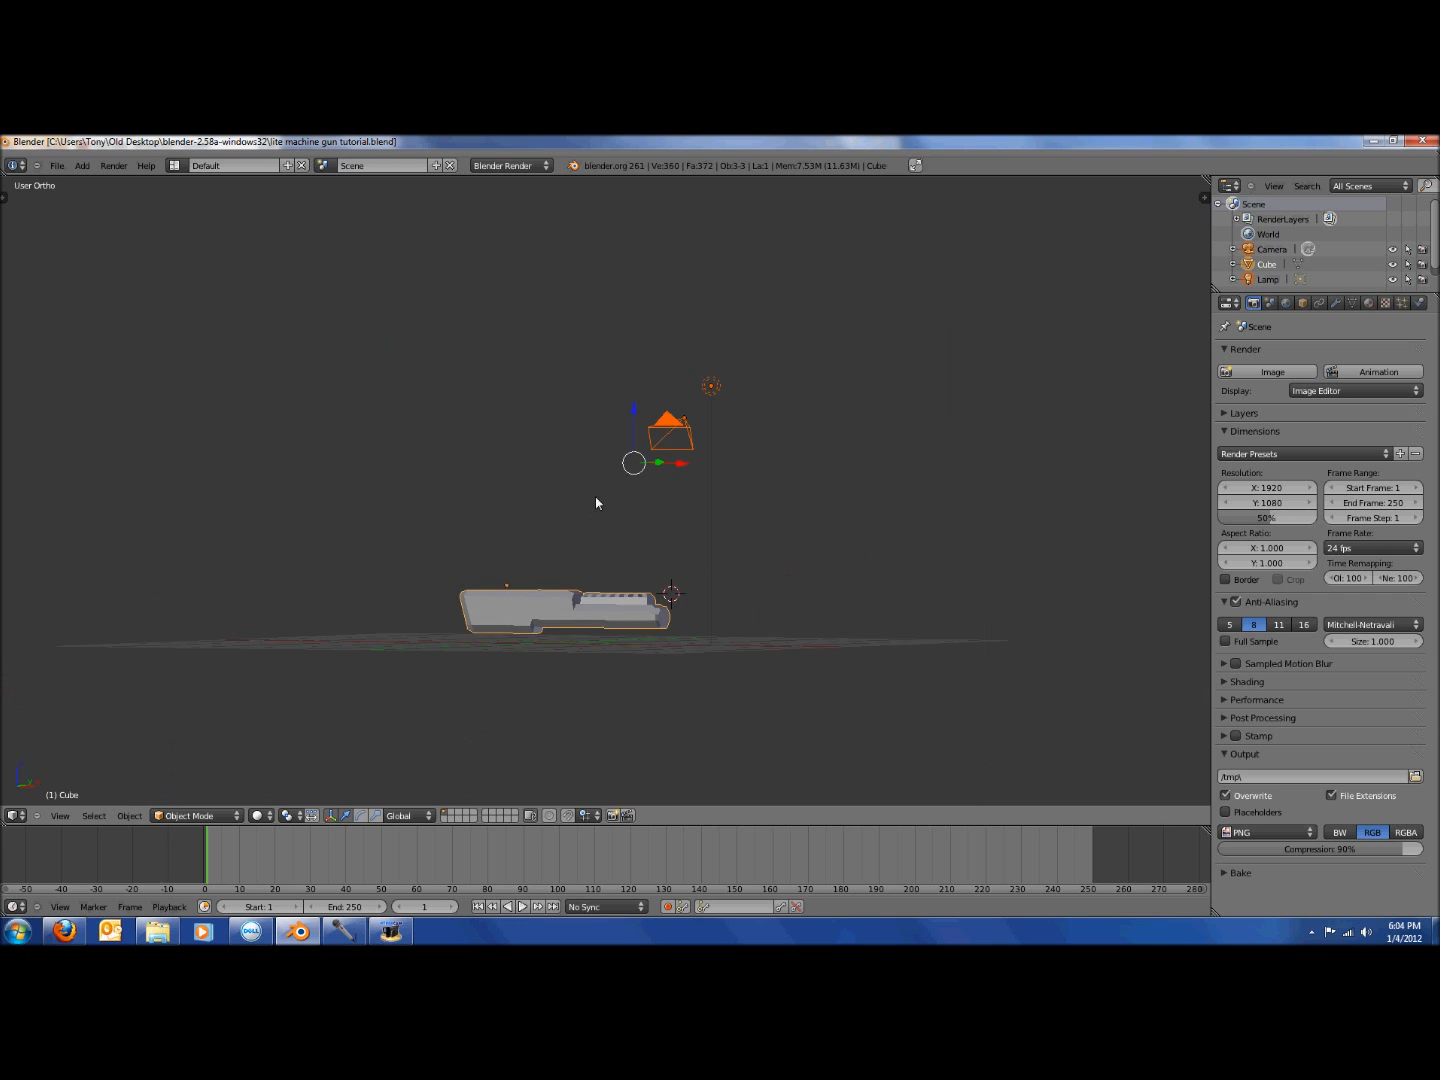 Blender [C:\Users\Tony\Old Desktop\blender-2.58a-windows32\lite machine gun tutorial.blend]
File Add Render Help Default Scene Blender Render blender.org 261 | Ve:360 | Fa:372 | Ob:3-3 | La:1 | Mem:7.53M (11.63M) | Cube
User Ortho
View Search All Scenes
Scene
RenderLayers
World
Camera
Cube
Lamp
Scene
Render
Image Animation
Display: Image Editor
Layers
Dimensions
Render Presets
Resolution: Frame Range:
X: 1920 Start Frame: 1
Y: 1080 End Frame: 250
50% Frame Step: 1
Aspect Ratio: Frame Rate:
X: 1.000 24 fps
Y: 1.000 Time Remapping:
Border Crop Ol: 100 Ne: 100
Anti-Aliasing
5 8 11 16 Mitchell-Netravali
Full Sample Size: 1.000
Sampled Motion Blur
Shading
Performance
Post Processing
Stamp
Output
/tmp\
Overwrite File Extensions
Placeholders
PNG BW RGB RGBA
Compression: 90%
Bake
(1) Cube
View Select Object Object Mode Global
-50 -40 -30 -20 -10 0 10 20 30 40 50 60 70 80 90 100 110 120 130 140 150 160 170 180 190 200 210 220 230 240 250 260 270 280
View Marker Frame Playback Start: 1 End: 250 1 No Sync
DELL
6:04 PM
1/4/2012